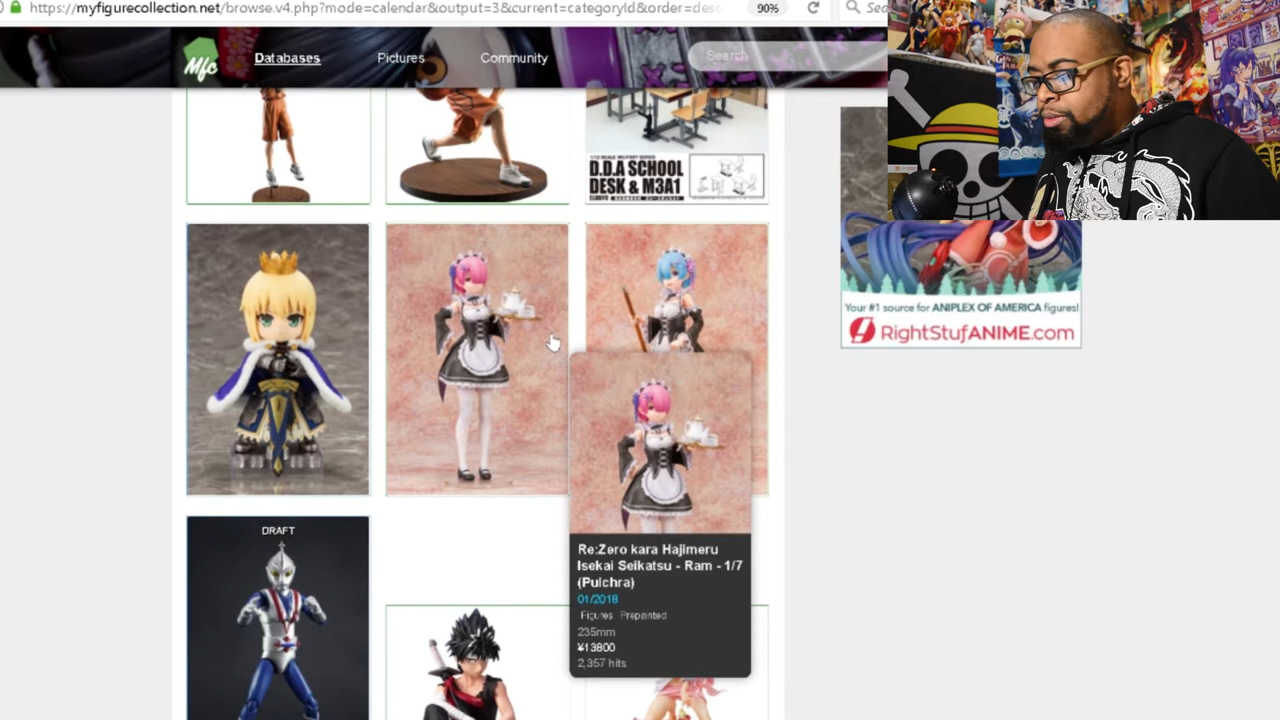 https://myfigurecollection.net/browse.v4.php?mode=calendar&output=3&current=categoryId&order=desc
90%
Mfc
Databases
Pictures
Community
Search
D.D.A SCHOOL
DESK & M3A1
Your #1 source for ANIPLEX OF AMERICA figures!
RightStufANIME.com
DRAFT
Re:Zero kara Hajimeru
Isekai Seikatsu - Ram - 1/7
(Pulchra)
01/2018
Figures Prepainted
235mm
¥13800
2,357 hits